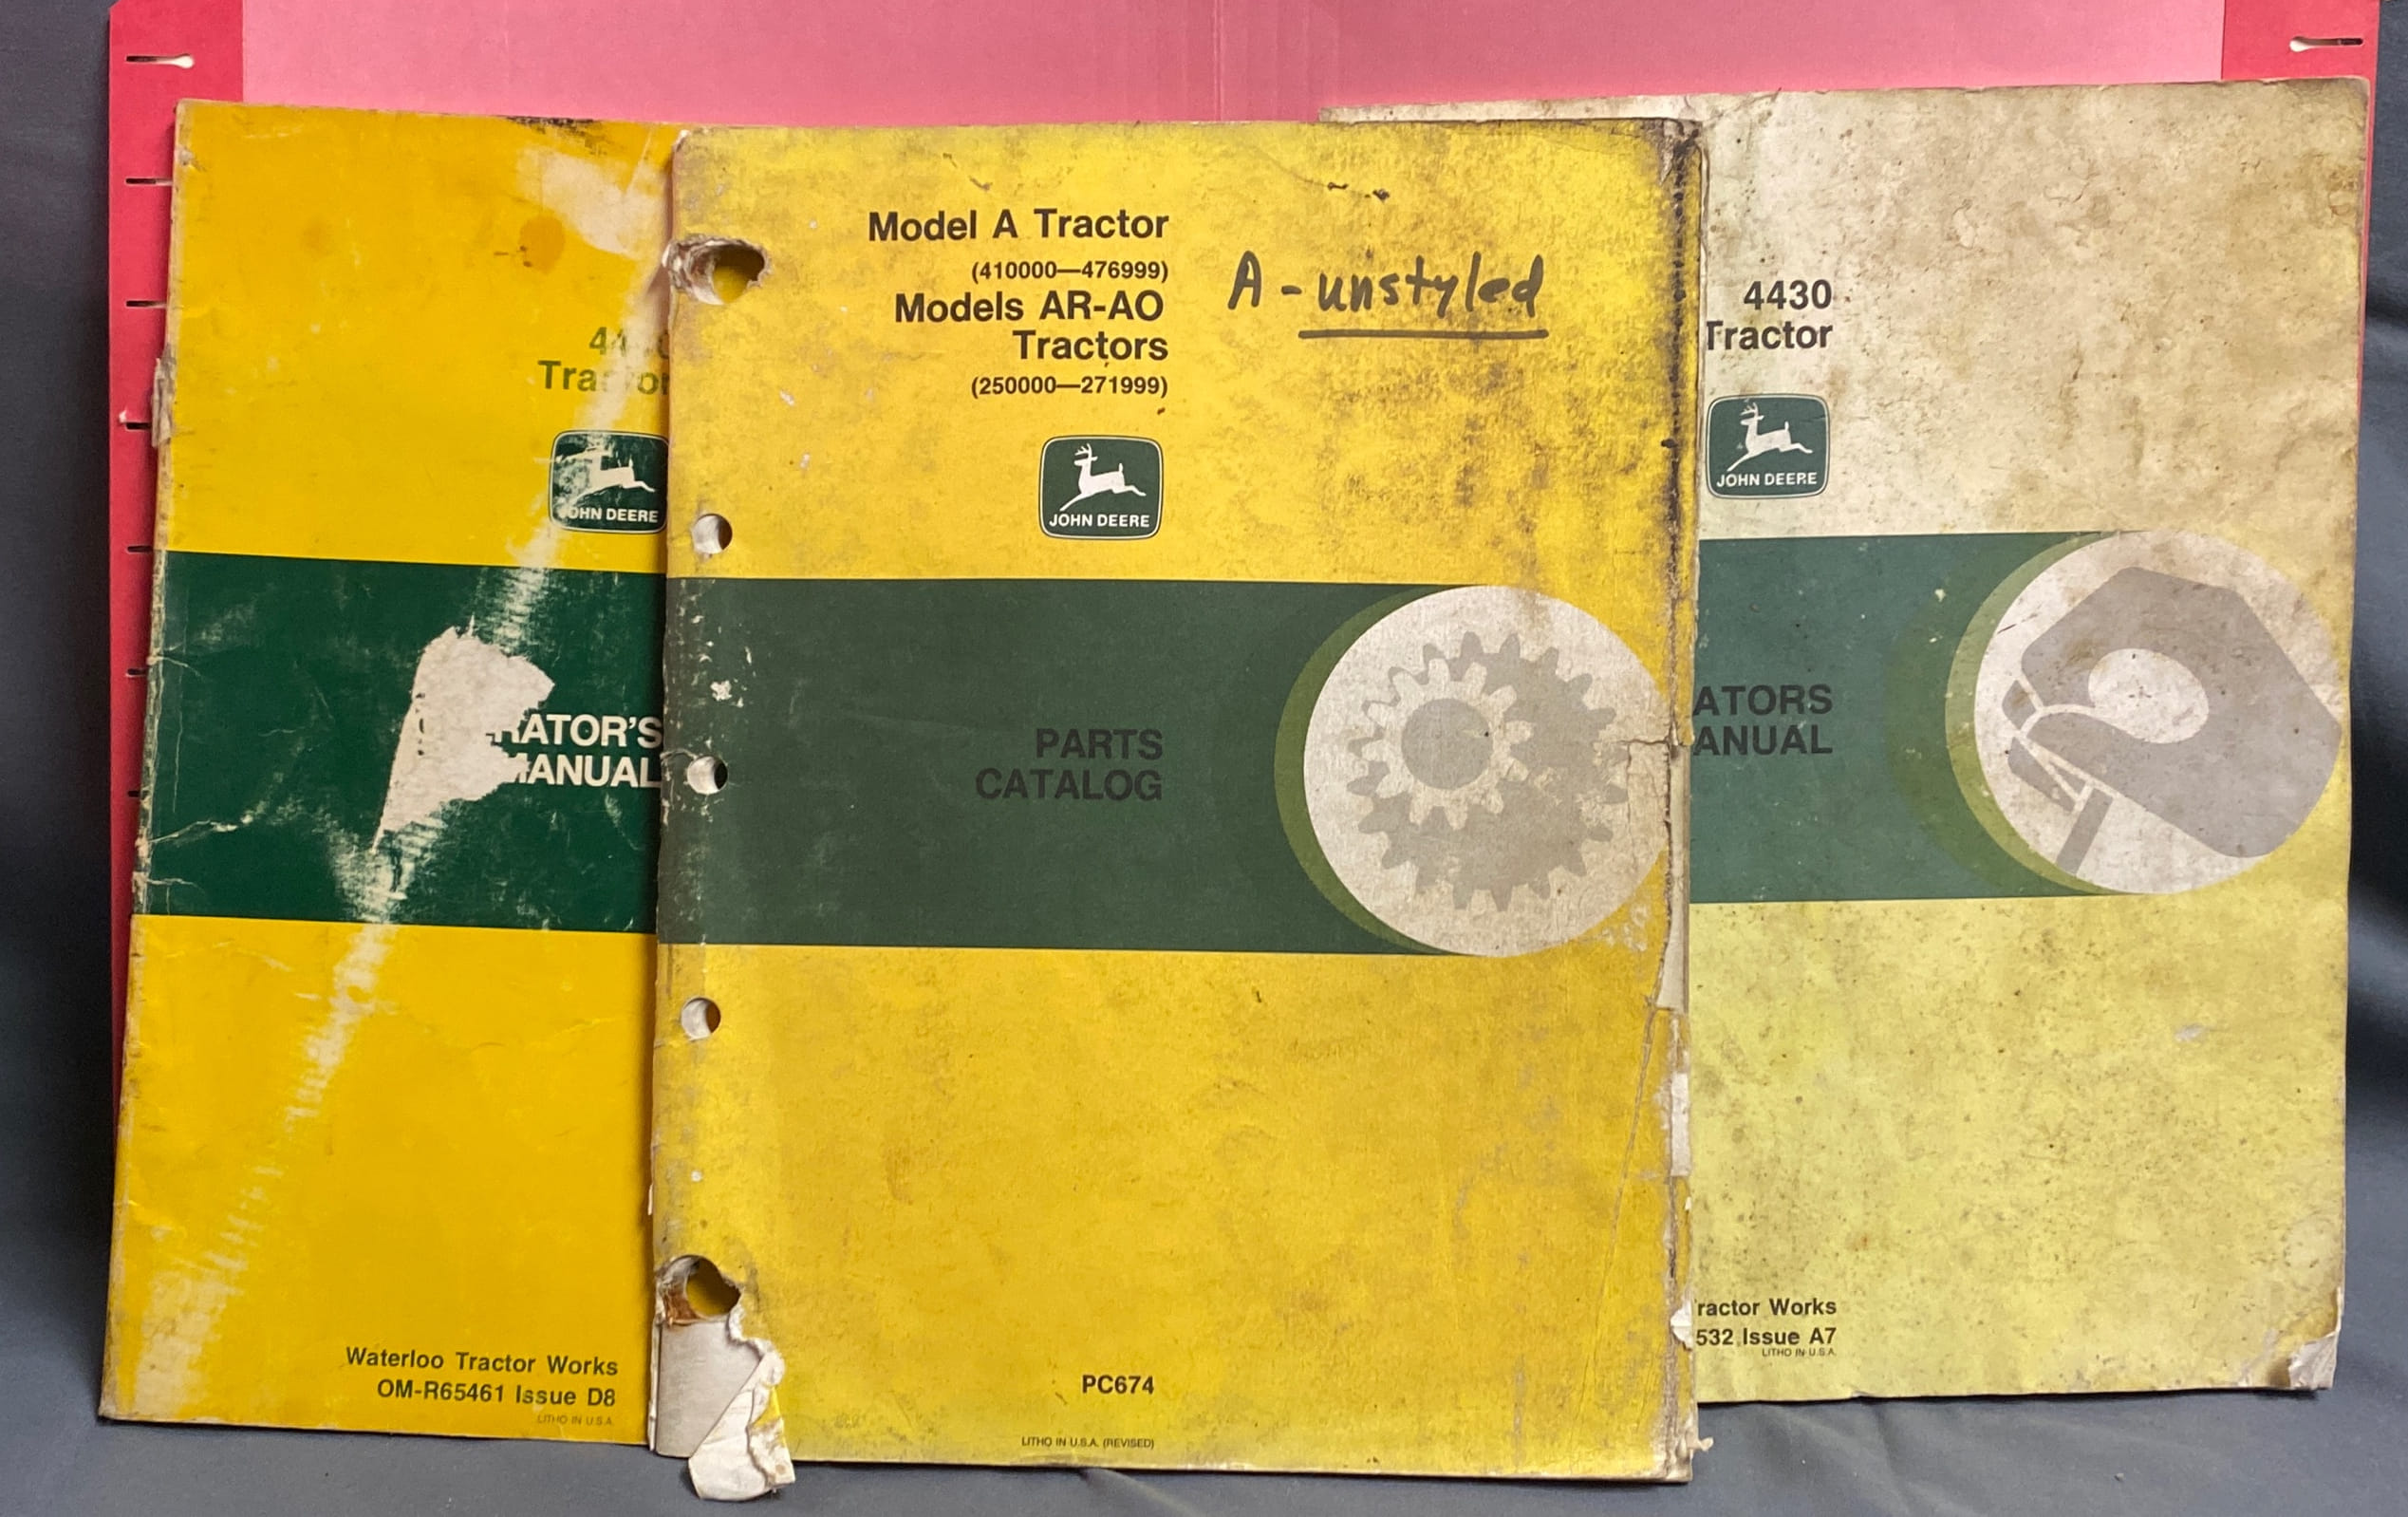 Tractor
JOHN DEERE
RATOR'S
MANUAL
Waterloo Tractor Works
OM-R65461 Issue D8
LITHO IN U.S.A.
Model A Tractor
(410000—476999)
Models AR-AO
Tractors
(250000—271999)
A - unstyled
JOHN DEERE
PARTS
CATALOG
PC674
LITHO IN U.S.A. (REVISED)
4430
Tractor
JOHN DEERE
ATORS
ANUAL
ractor Works
532 Issue A7
LITHO IN U.S.A.